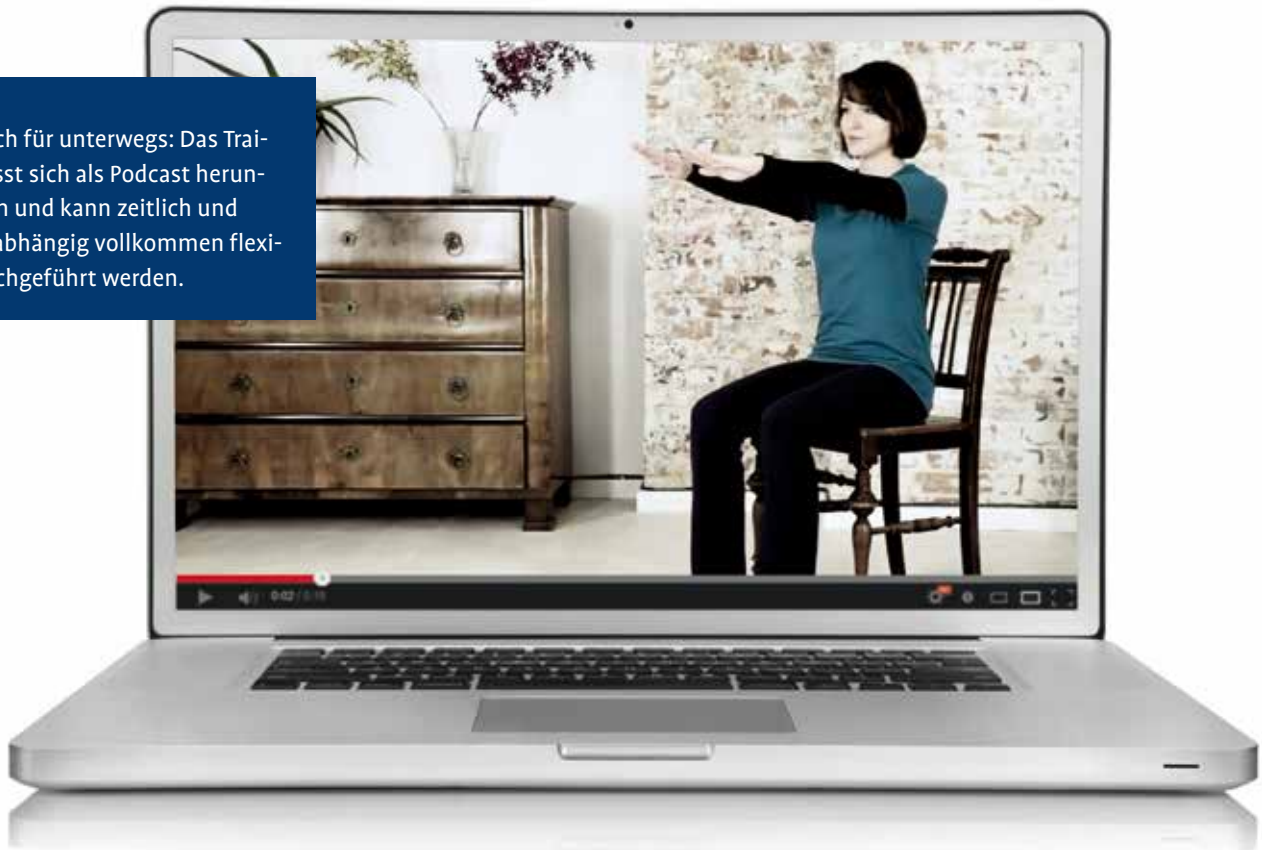 ch für unterwegs: Das Trai-
sst sich als Podcast herun-
n und kann zeitlich und
abhängig vollkommen flexi-
chgeführt werden.
0:02